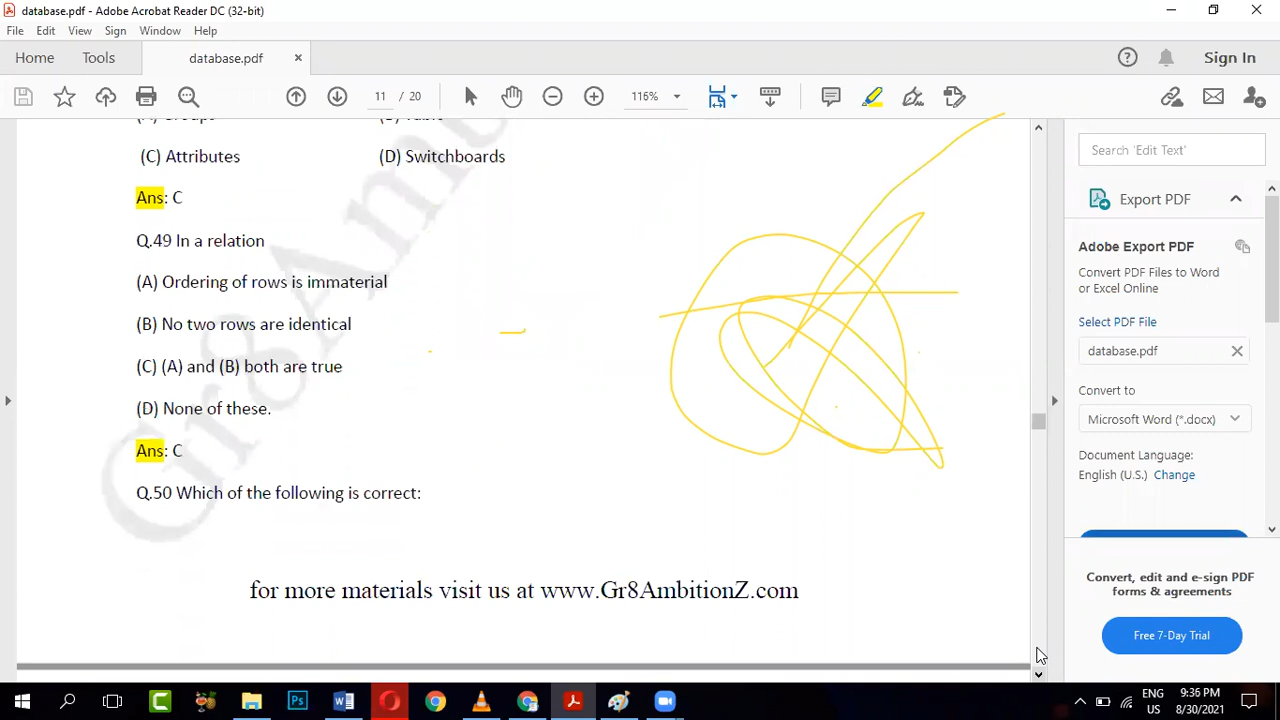 database.pdf - Adobe Acrobat Reader DC (32-bit)
File Edit View Sign Window Help
Home Tools database.pdf × Sign In
11 / 20 116%
(C) Attributes (D) Switchboards
Ans: C
Q.49 In a relation
(A) Ordering of rows is immaterial
(B) No two rows are identical
(C) (A) and (B) both are true
(D) None of these.
Ans: C
Q.50 Which of the following is correct:
for more materials visit us at www.Gr8AmbitionZ.com
Gr8Am
Search 'Edit Text'
Export PDF
Adobe Export PDF
Convert PDF Files to Word
or Excel Online
Select PDF File
database.pdf
Convert to
Microsoft Word (*.docx)
Document Language:
English (U.S.) Change
Convert, edit and e-sign PDF
forms & agreements
Free 7-Day Trial
ENG
US
9:36 PM
8/30/2021